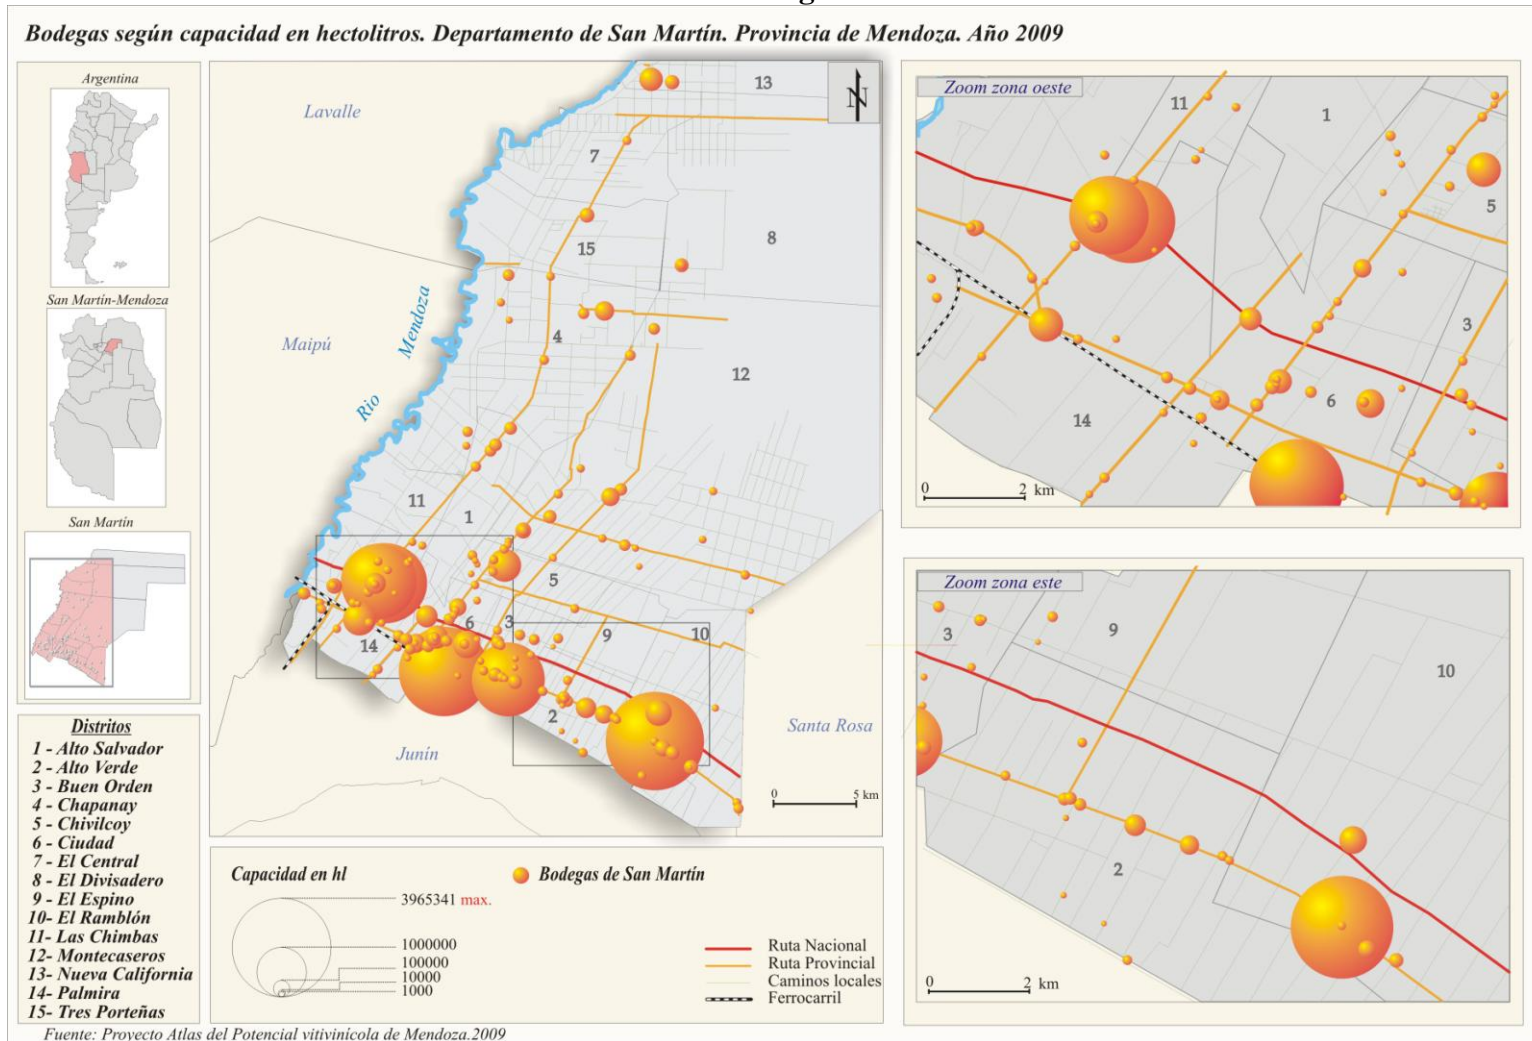 Bodegas según capacidad en hectolitros. Departamento de San Martín. Provincia de Mendoza. Año 2009
Argentina
San Martín-Mendoza
San Martín
Distritos
1 - Alto Salvador
2 - Alto Verde
3 - Buen Orden
4 - Chapanay
5 - Chivilcoy
6 - Ciudad
7 - El Central
8 - El Divisadero
9 - El Espino
10- El Ramblón
11- Las Chimbas
12- Montecaseros
13- Nueva California
14- Palmira
15- Tres Porteñas
Lavalle
Maipú
Rio Mendoza
Junín
Santa Rosa
N
13
7
15
8
4
12
11
1
5
14
6
3
9
10
2
0 5 km
Capacidad en hl
3965341 max.
1000000
100000
10000
1000
Bodegas de San Martín
Ruta Nacional
Ruta Provincial
Caminos locales
Ferrocarril
Zoom zona oeste
11
1
5
3
6
14
0 2 km
Zoom zona este
3
9
10
2
0 2 km
Fuente: Proyecto Atlas del Potencial vitivinícola de Mendoza.2009